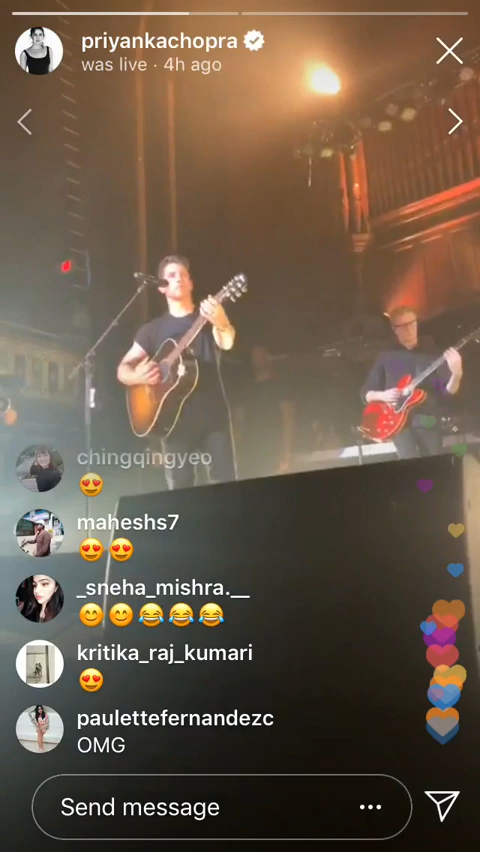 priyankachopra
was live · 4h ago
chingqingyeo
😍
maheshs7
😍😍
_sneha_mishra.__
😊😊😂😂😂
kritika_raj_kumari
😍
paulettefernandezc
OMG
Send message